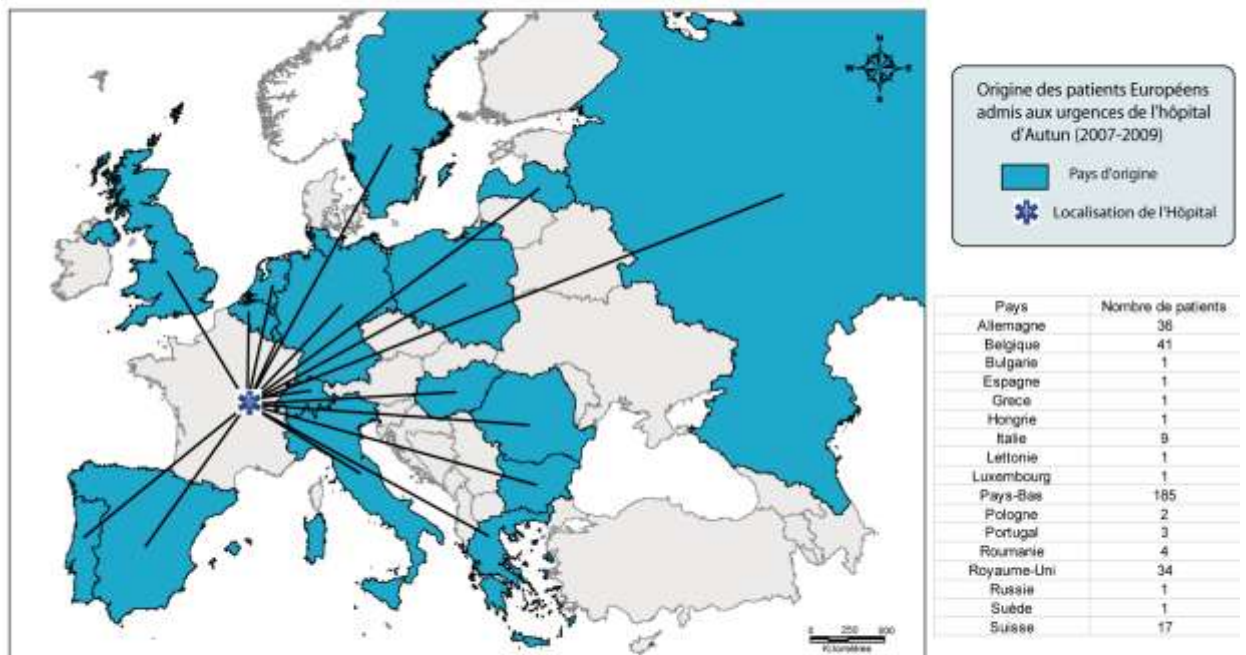 N
W E
S
Origine des patients Européens
admis aux urgences de l'hôpital
d'Autun (2007-2009)
Pays d'origine
Localisation de l'Hôpital
Pays Nombre de patients
Allemagne 36
Belgique 41
Bulgarie 1
Espagne 1
Grece 1
Hongrie 1
Italie 9
Lettonie 1
Luxembourg 1
Pays-Bas 185
Pologne 2
Portugal 3
Roumanie 4
Royaume-Uni 34
Russie 1
Suède 1
Suisse 17
0 250 500
Kilomètres